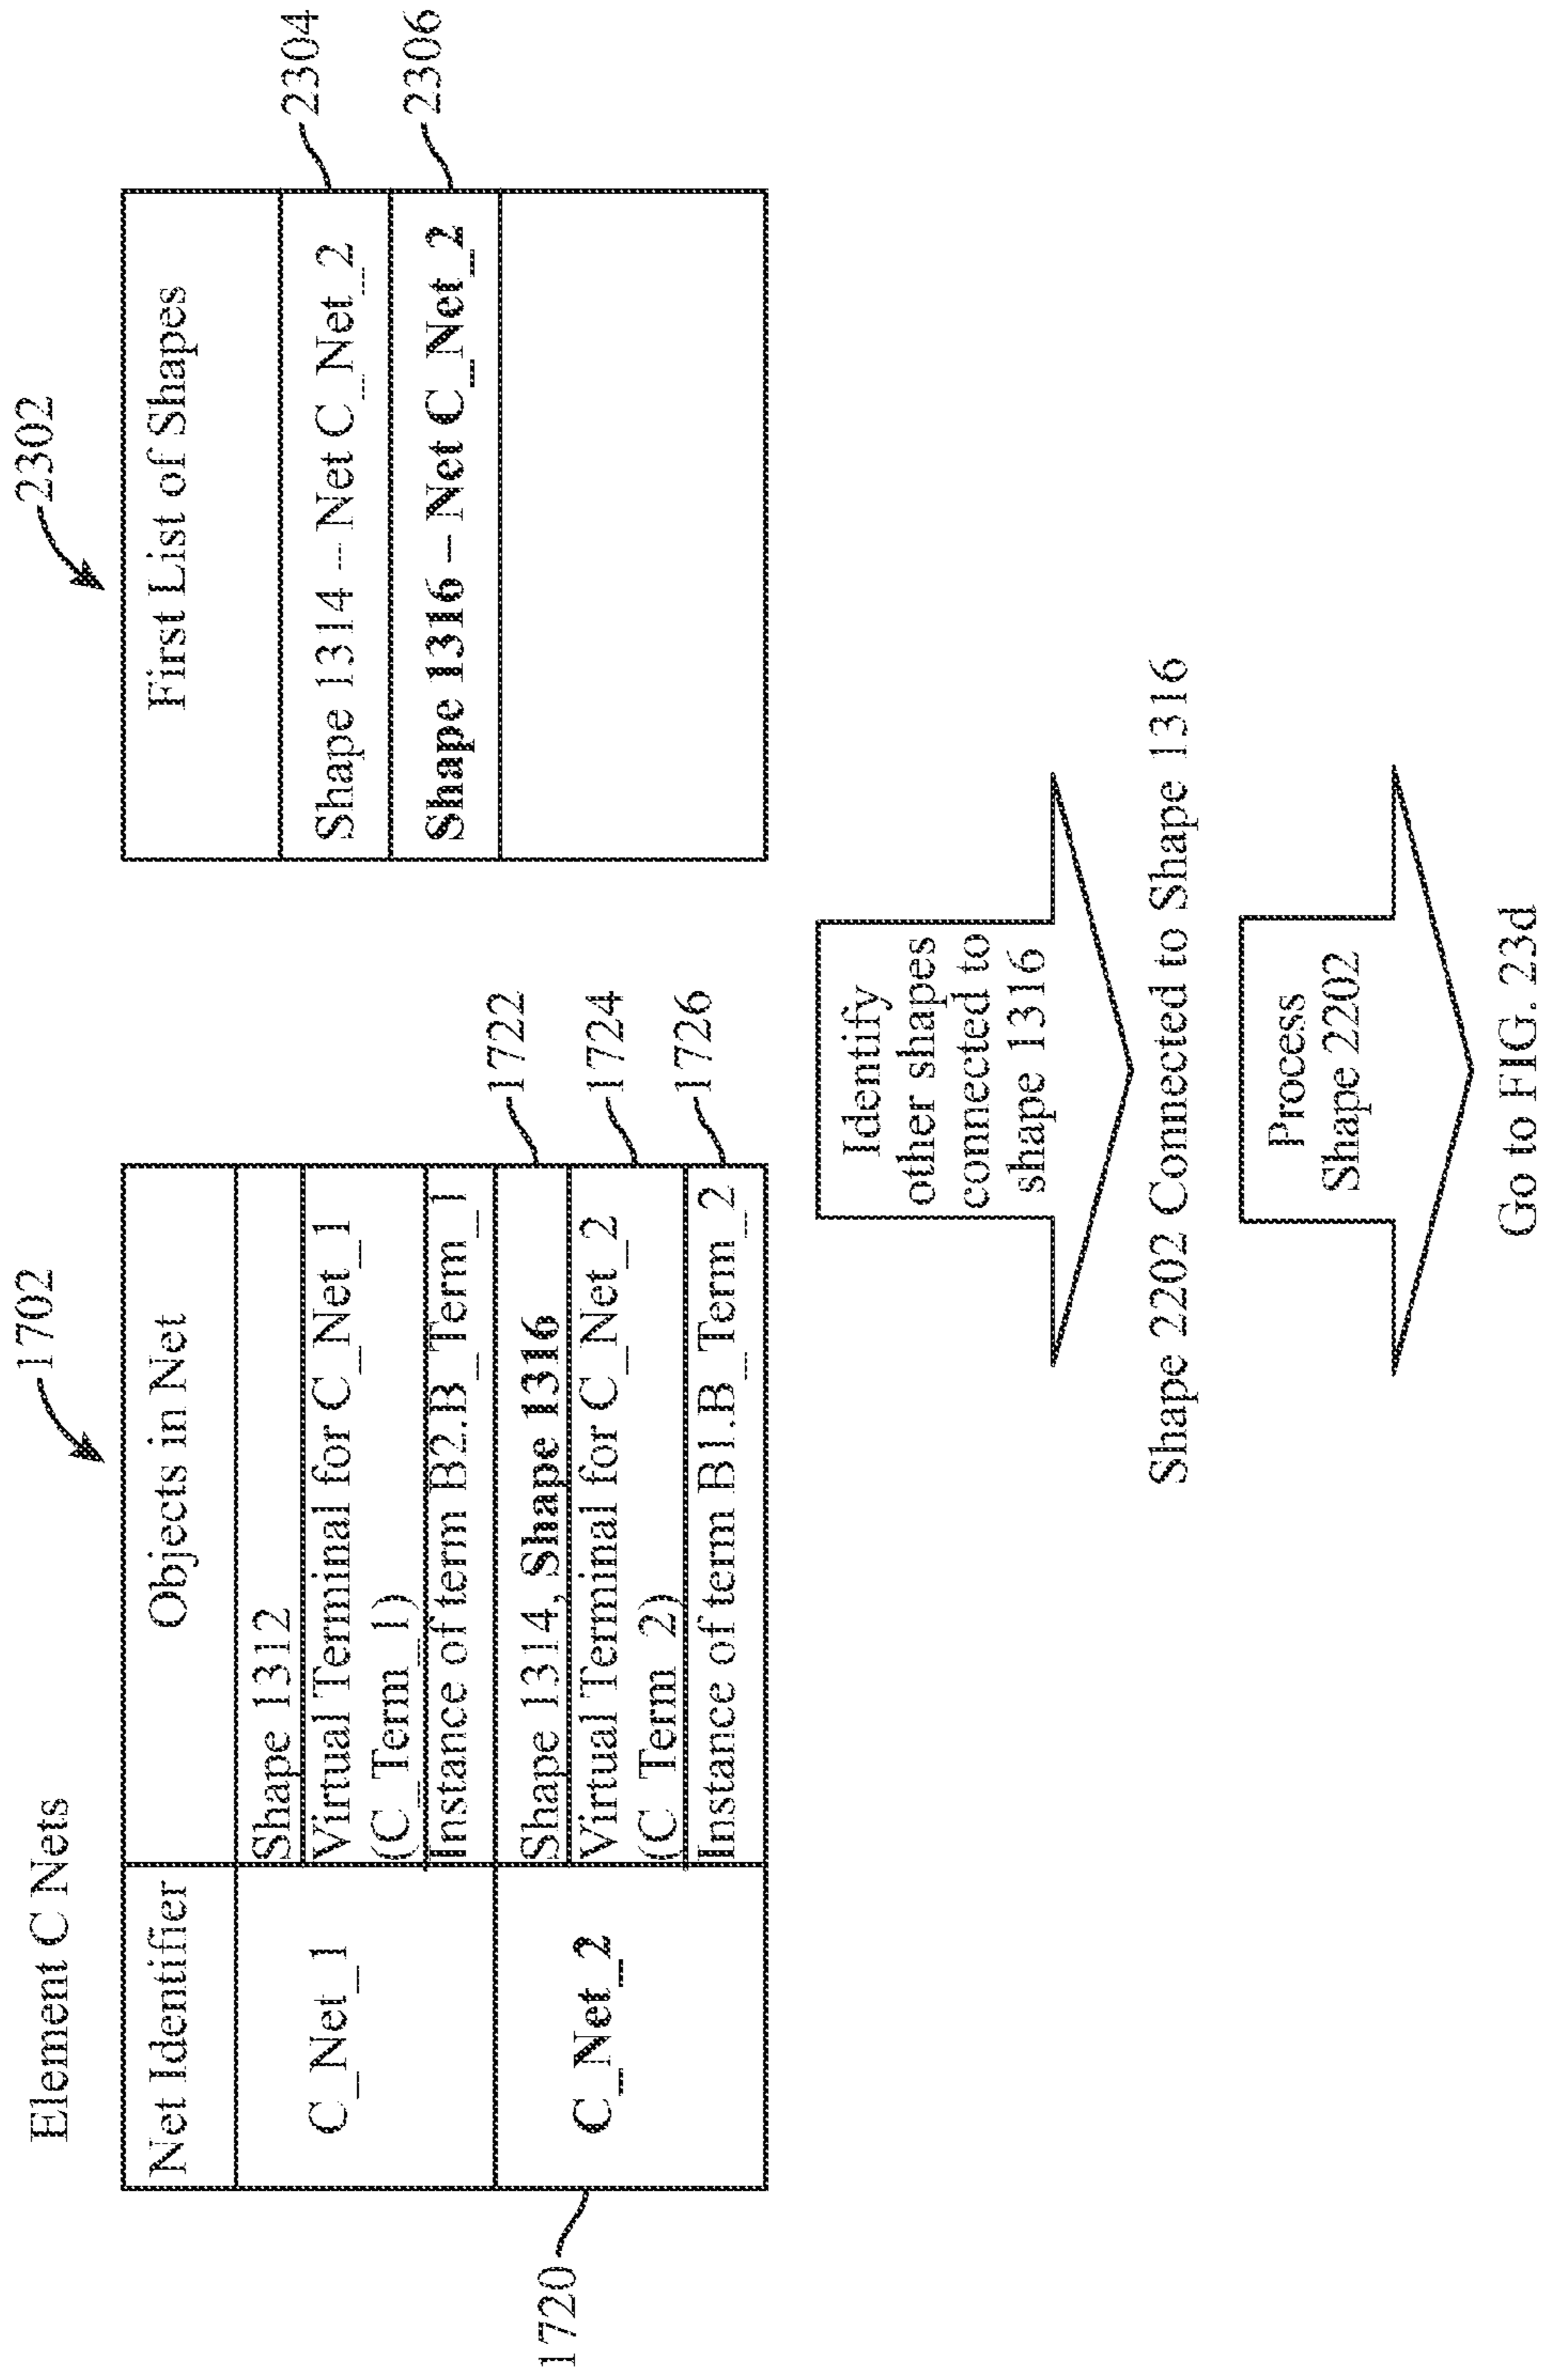 Element C Nets
1702
2302
Net Identifier
Objects in Net
C_Net_1
Shape 1312
Virtual Terminal for C_Net_1
(C_Term_1)
Instance of term B2.B_Term_1
1720
C_Net_2
Shape 1314, Shape 1316
1722
Virtual Terminal for C_Net_2
(C_Term_2)
1724
Instance of term B1.B_Term_2
1726
First List of Shapes
Shape 1314 – Net C_Net_2
2304
Shape 1316 – Net C_Net_2
2306
Identify
other shapes
connected to
shape 1316
Shape 2202 Connected to Shape 1316
Process
Shape 2202
Go to FIG. 23d